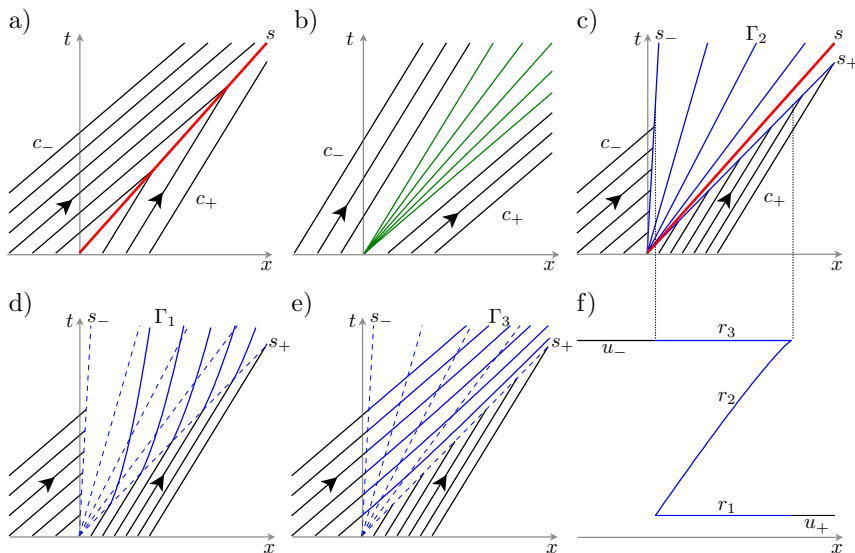 a)
t
s
c₋
c₊
x
b)
t
c₋
c₊
x
c)
t
s₋
Γ₂
s
s₊
c₋
c₊
x
d)
t
s₋
Γ₁
s₊
x
e)
t
s₋
Γ₃
s₊
x
f)
u₋
r₃
r₂
r₁
u₊
x